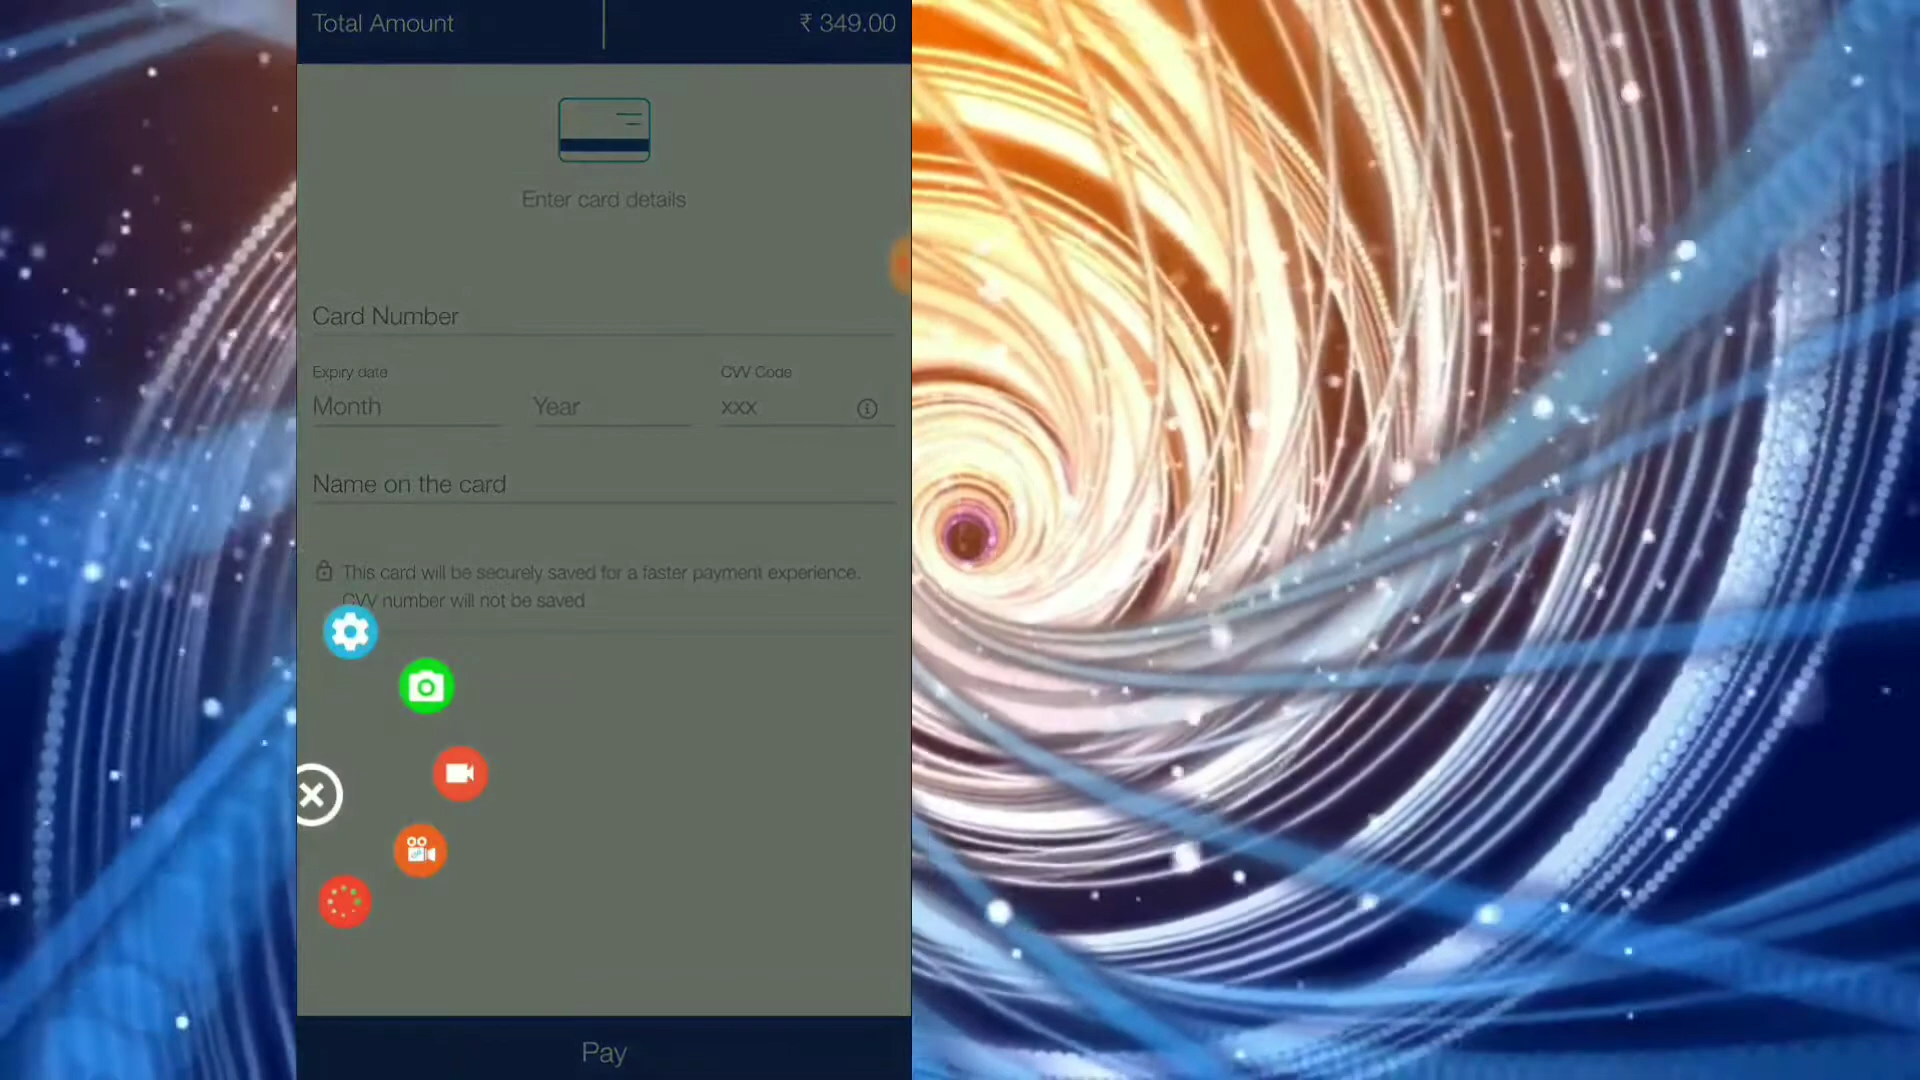 Total Amount ₹ 349.00
Enter card details
Card Number
Expiry date CVV Code
Month Year XXX
Name on the card
This card will be securely saved for a faster payment experience.
CVV number will not be saved
Pay